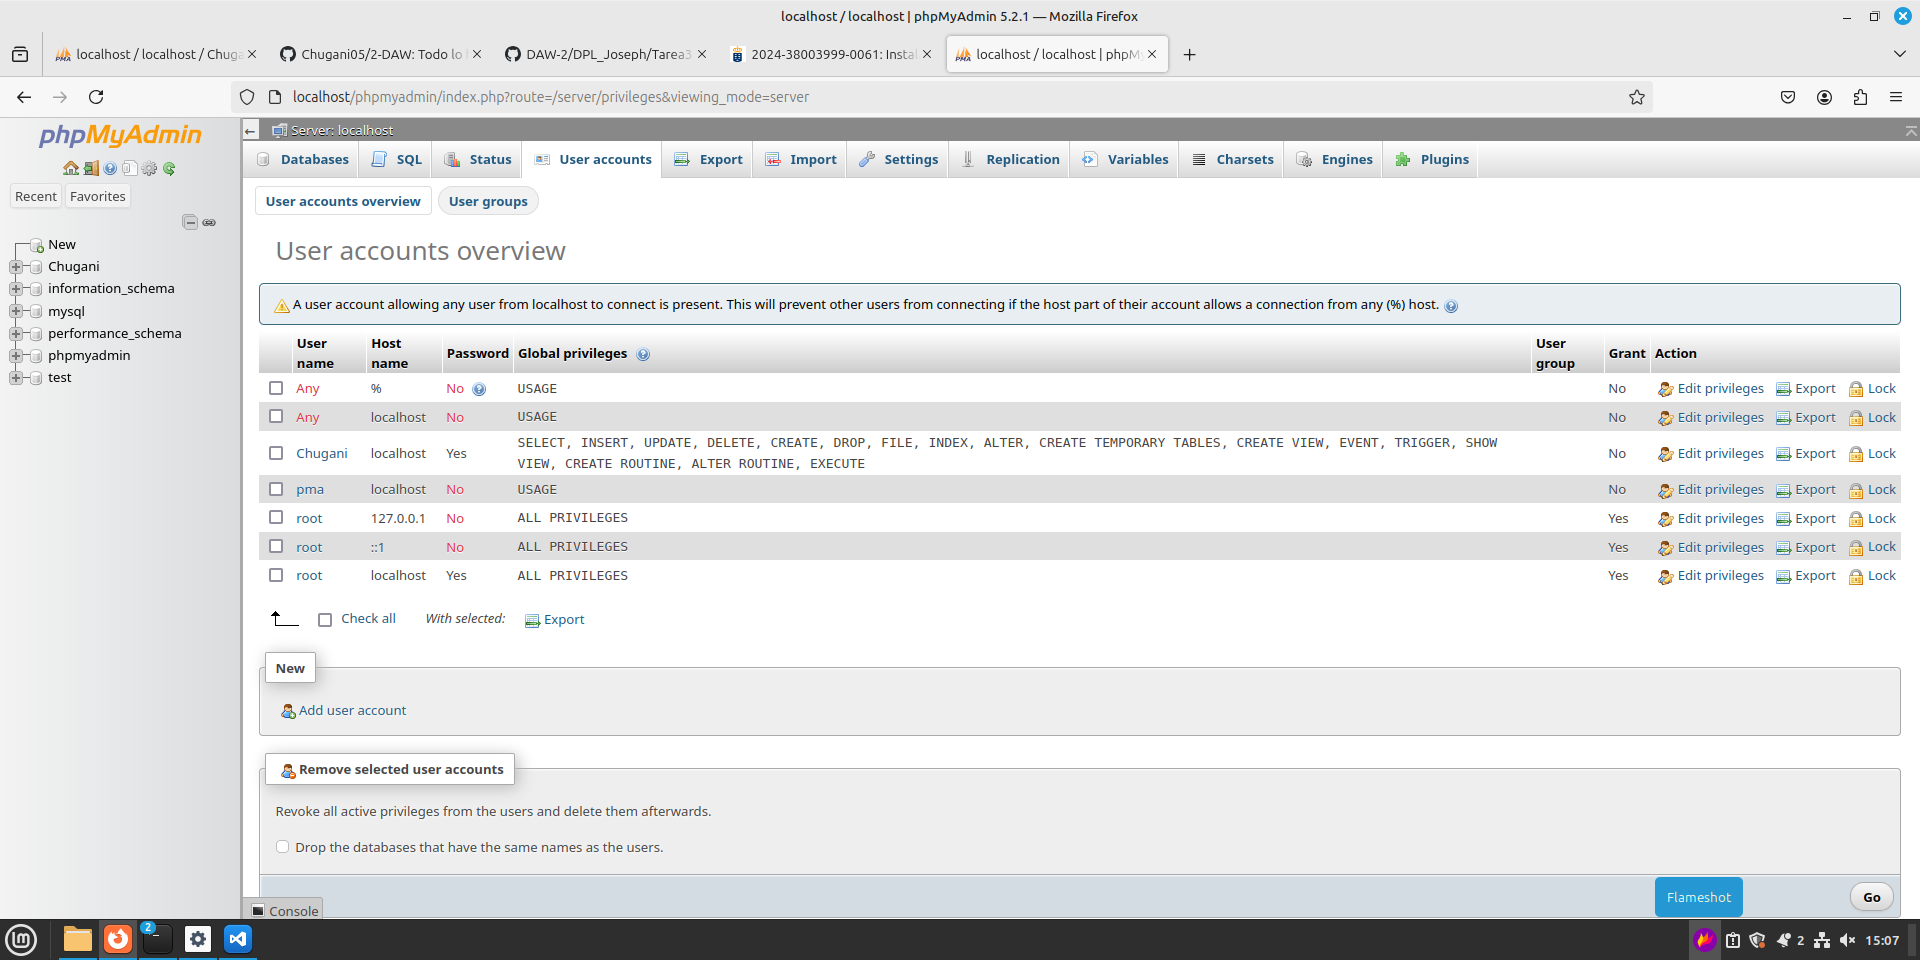 localhost / localhost | phpMyAdmin 5.2.1 — Mozilla Firefox
localhost / localhost / Chuga
Chugani05/2-DAW: Todo lo
DAW-2/DPL_Joseph/Tarea3
2024-38003999-0061: Instal
localhost / localhost | phpMy
localhost/phpmyadmin/index.php?route=/server/privileges&viewing_mode=server
phpMyAdmin
Recent
Favorites
New
Chugani
information_schema
mysql
performance_schema
phpmyadmin
test
Server: localhost
Databases
SQL
Status
User accounts
Export
Import
Settings
Replication
Variables
Charsets
Engines
Plugins
User accounts overview
User groups
User accounts overview
A user account allowing any user from localhost to connect is present. This will prevent other users from connecting if the host part of their account allows a connection from any (%) host.
User name Host name Password Global privileges User group Grant Action
Any % No USAGE No Edit privileges Export Lock
Any localhost No USAGE No Edit privileges Export Lock
Chugani localhost Yes SELECT, INSERT, UPDATE, DELETE, CREATE, DROP, FILE, INDEX, ALTER, CREATE TEMPORARY TABLES, CREATE VIEW, EVENT, TRIGGER, SHOW
VIEW, CREATE ROUTINE, ALTER ROUTINE, EXECUTE No Edit privileges Export Lock
pma localhost No USAGE No Edit privileges Export Lock
root 127.0.0.1 No ALL PRIVILEGES Yes Edit privileges Export Lock
root ::1 No ALL PRIVILEGES Yes Edit privileges Export Lock
root localhost Yes ALL PRIVILEGES Yes Edit privileges Export Lock
Check all With selected: Export
New
Add user account
Remove selected user accounts
Revoke all active privileges from the users and delete them afterwards.
Drop the databases that have the same names as the users.
Flameshot
Go
Console
2
2
15:07